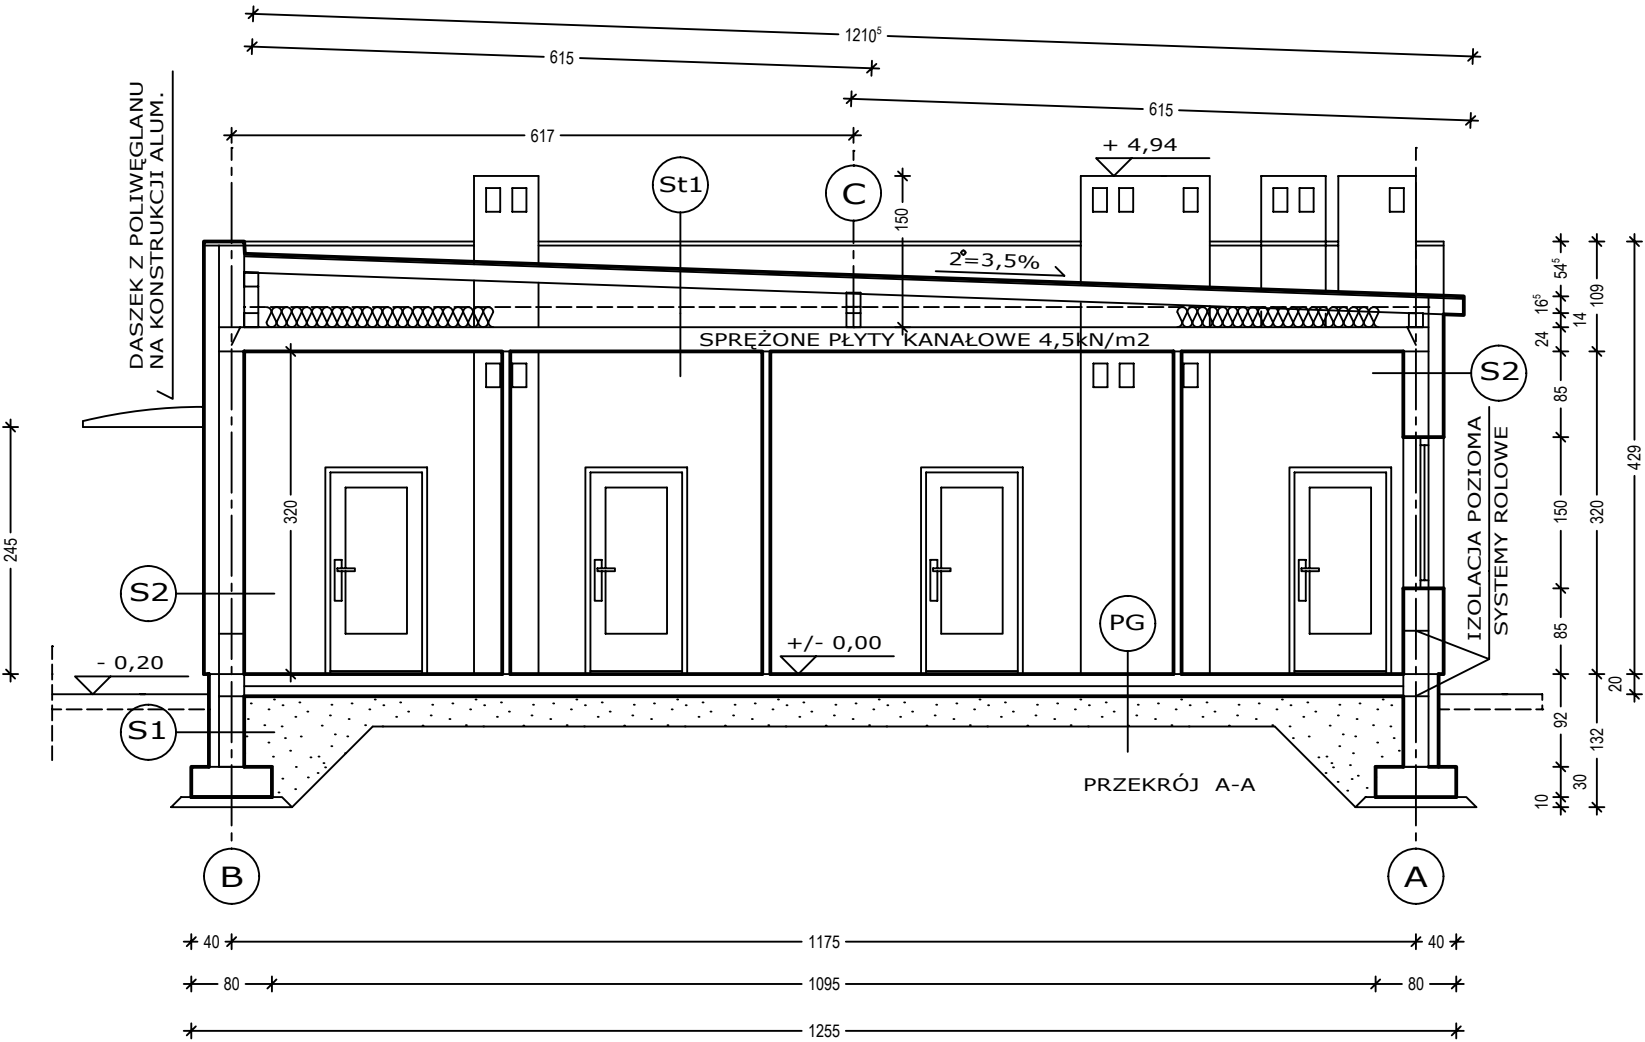 1210⁵
615
615
617
+ 4,94
DASZEK Z POLIWĘGLANU
NA KONSTRUKCJI ALUM.
St1
C
150
2°=3,5%
SPRĘŻONE PŁYTY KANAŁOWE 4,5kN/m2
S2
54⁵
16⁵
24
14
109
85
150
85
320
429
20
92
132
30
10
IZOLACJA POZIOMA
SYSTEMY ROLOWE
245
320
S2
+/- 0,00
PG
- 0,20
S1
PRZEKRÓJ A-A
B
A
40
1175
40
80
1095
80
1255